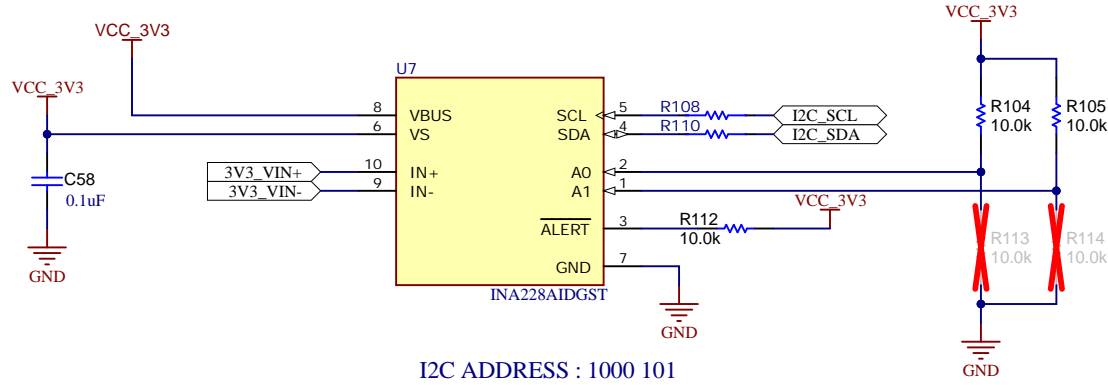 VCC_3V3
VCC_3V3
VCC_3V3
U7
8 VBUS
6 VS
10 IN+
9 IN-
SCL 5
SDA 4
A0 2
A1 1
ALERT 3
GND 7
INA228AIDGST
R108
R110
I2C_SCL
I2C_SDA
3V3_VIN+
3V3_VIN-
C58
0.1uF
GND
R104
10.0k
R105
10.0k
R112
10.0k
VCC_3V3
R113
10.0k
R114
10.0k
GND
GND
I2C ADDRESS : 1000 101